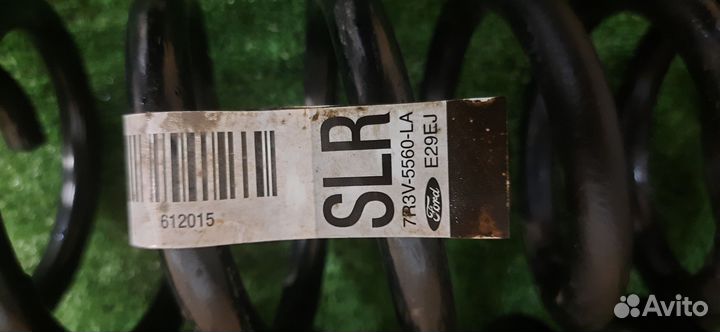 612015
SLR
7R3V-5560-LA
Ford E29EJ
Avito